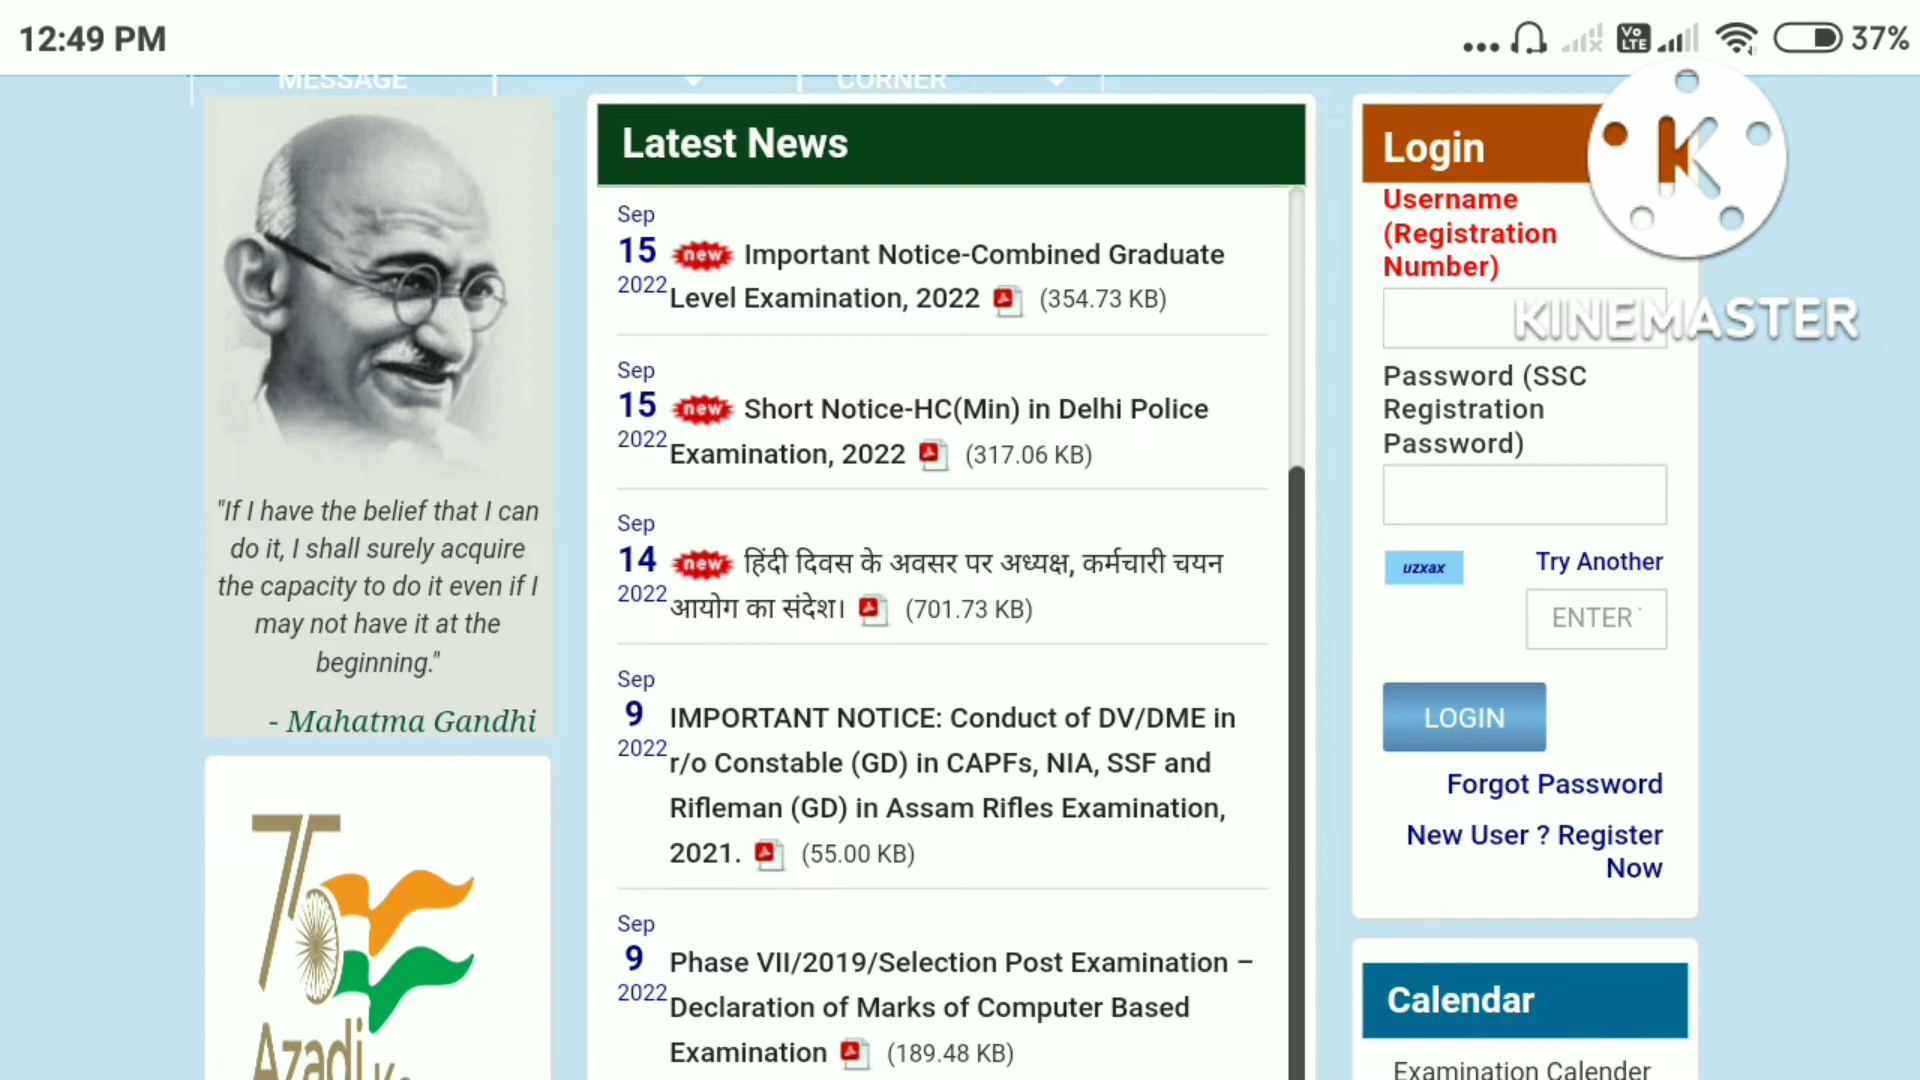 12:49 PM
VoLTE
37%
MESSAGE
CORNER
"If I have the belief that I can
do it, I shall surely acquire
the capacity to do it even if I
may not have it at the
beginning."
- Mahatma Gandhi
75
Azadi
Latest News
Sep
15
2022
new Important Notice-Combined Graduate
Level Examination, 2022 (354.73 KB)
Sep
15
2022
new Short Notice-HC(Min) in Delhi Police
Examination, 2022 (317.06 KB)
Sep
14
2022
new हिंदी दिवस के अवसर पर अध्यक्ष, कर्मचारी चयन
आयोग का संदेश। (701.73 KB)
Sep
9
2022
IMPORTANT NOTICE: Conduct of DV/DME in
r/o Constable (GD) in CAPFs, NIA, SSF and
Rifleman (GD) in Assam Rifles Examination,
2021. (55.00 KB)
Sep
9
2022
Phase VII/2019/Selection Post Examination –
Declaration of Marks of Computer Based
Examination (189.48 KB)
Login
K
KINEMASTER
Username
(Registration
Number)
Password (SSC
Registration
Password)
uzxax
Try Another
ENTER
LOGIN
Forgot Password
New User ? Register
Now
Calendar
Examination Calender